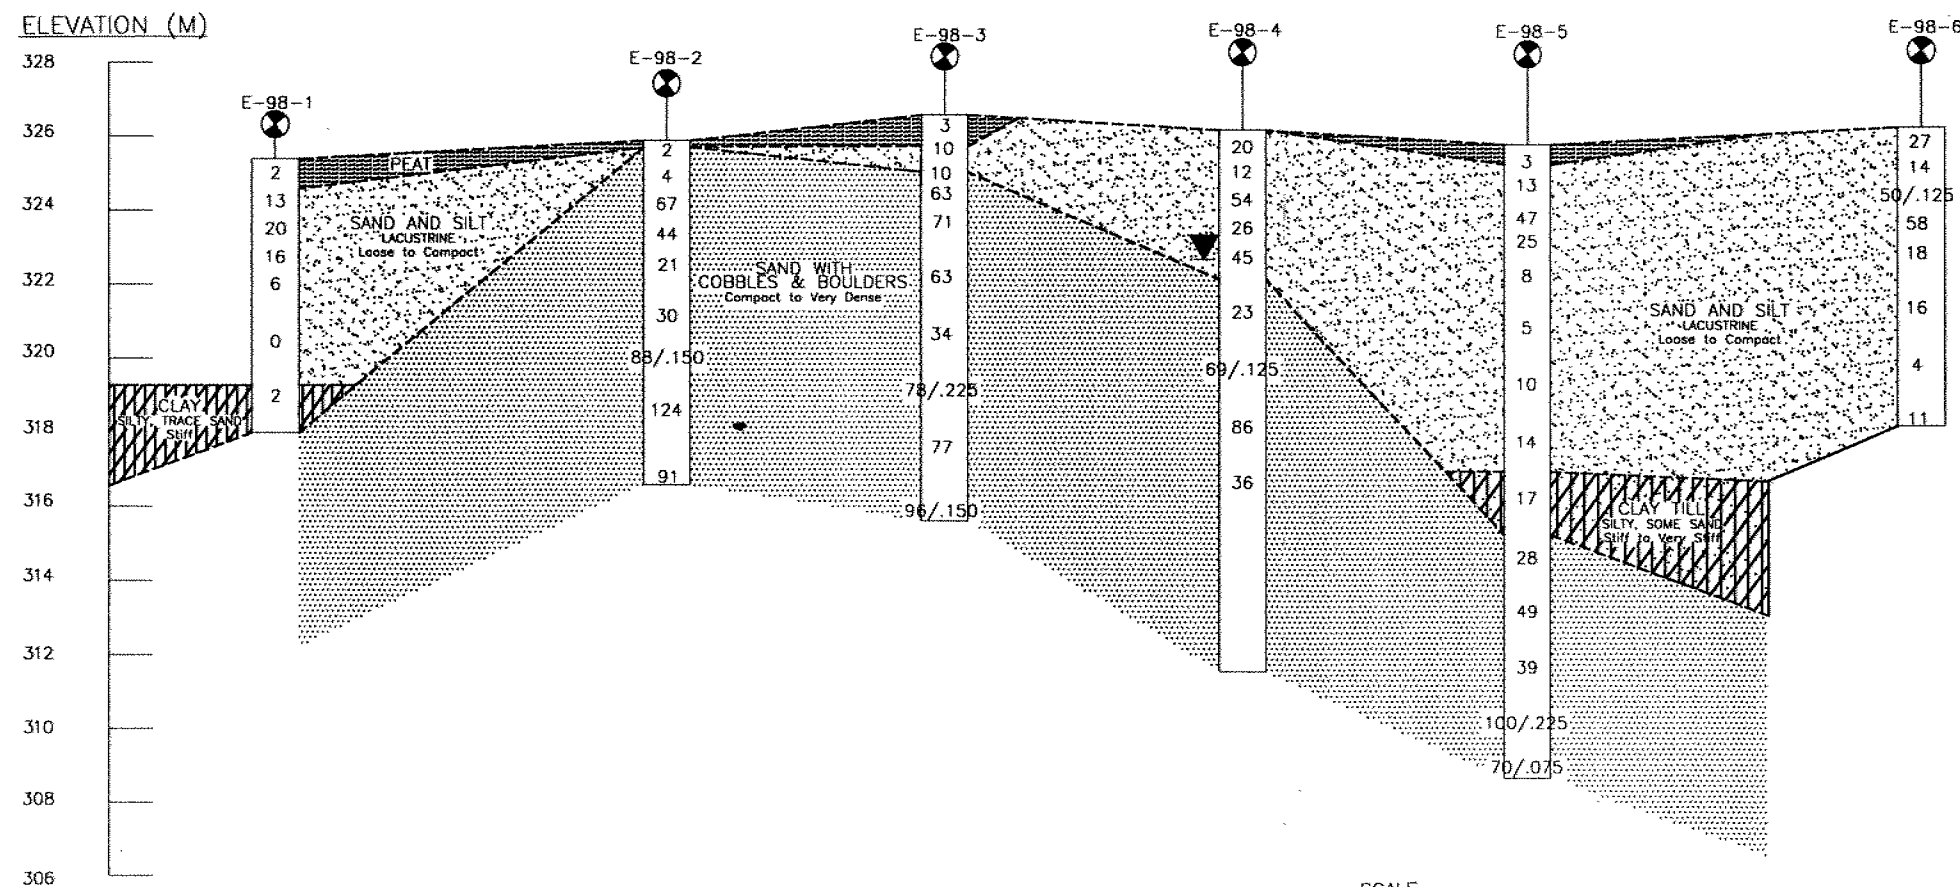 ELEVATION (M)
328
326
324
322
320
318
316
314
312
310
308
306
E-98-1
2
13
20
16
6
0
2
PEAT
SAND AND SILT
LACUSTRINE
Loose to Compact
CLAY
SILTY, TRACE SAND
Stiff
E-98-2
2
4
67
44
21
30
88/.150
124
91
SAND WITH
COBBLES & BOULDERS
Compact to Very Dense
E-98-3
3
10
10
63
71
63
34
78/.225
77
96/.150
E-98-4
20
12
54
26
45
23
69/.125
86
36
E-98-5
3
13
47
25
8
5
10
14
17
28
49
39
100/.225
70/.075
SAND AND SILT
LACUSTRINE
Loose to Compact
CLAY TILL
SILTY, SOME SAND
Stiff to Very Stiff
E-98-6
27
14
50/.125
58
18
16
4
11
SCALE